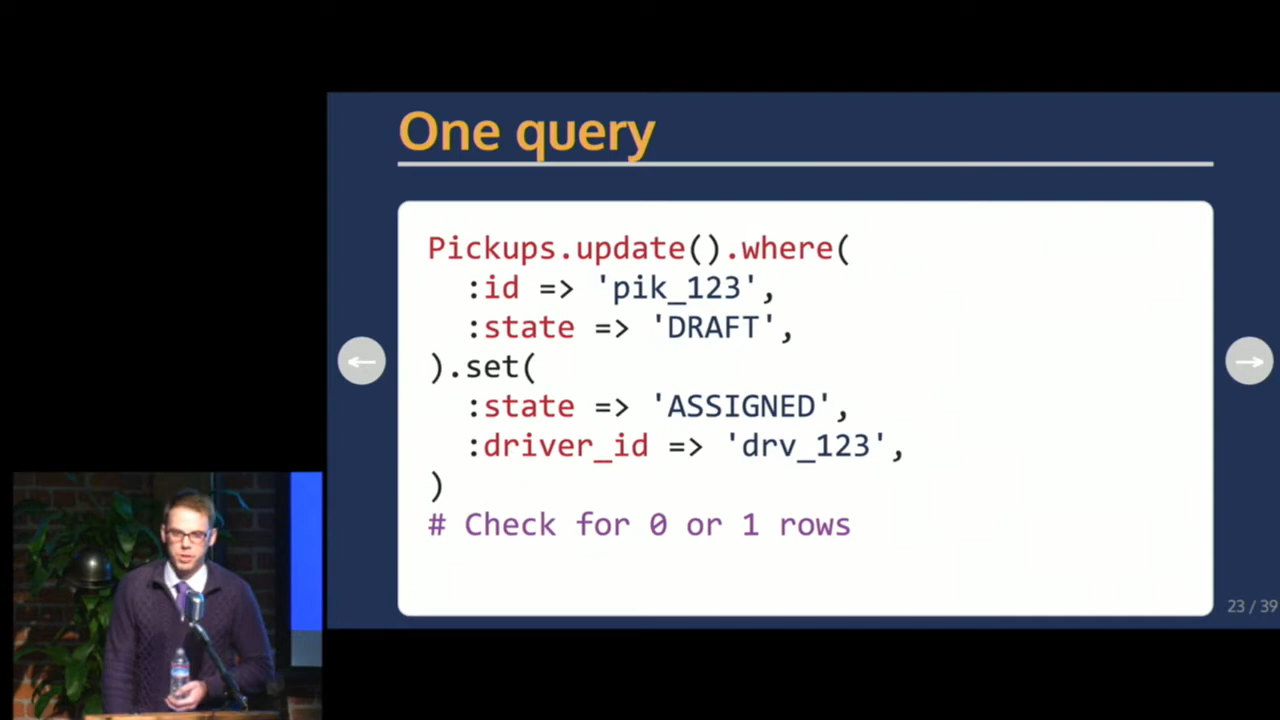 One query
Pickups.update().where(
  :id => 'pik_123',
  :state => 'DRAFT',
).set(
  :state => 'ASSIGNED',
  :driver_id => 'drv_123',
)
# Check for 0 or 1 rows
←
→
23 / 39